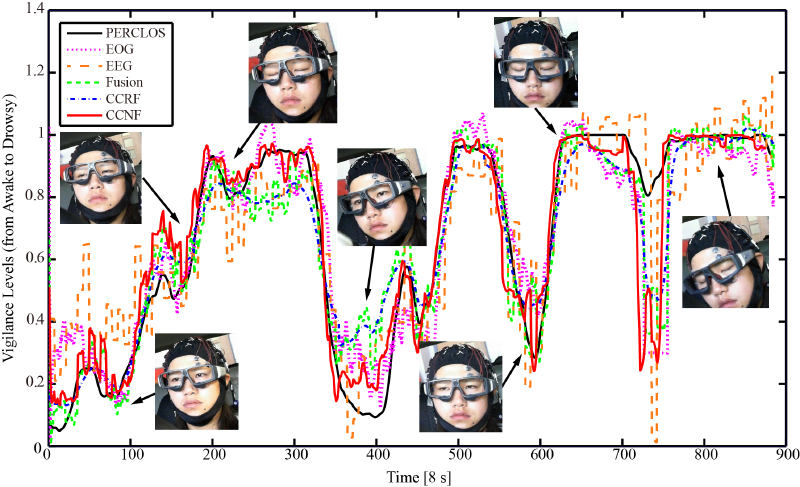 1.4
1.2
1
0.8
0.6
0.4
0.2
0
Vigilance Levels (from Awake to Drowsy)
PERCLOS
EOG
EEG
Fusion
CCRF
CCNF
0 100 200 300 400 500 600 700 800 900
Time [8 s]